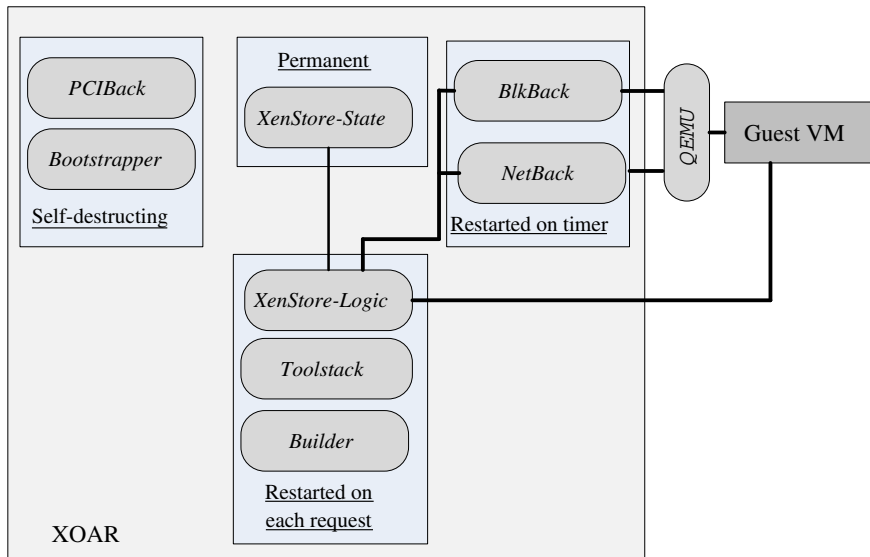 PCIBack
Bootstrapper
Self-destructing
Permanent
XenStore-State
BlkBack
NetBack
Restarted on timer
QEMU
Guest VM
XenStore-Logic
Toolstack
Builder
Restarted on
each request
XOAR